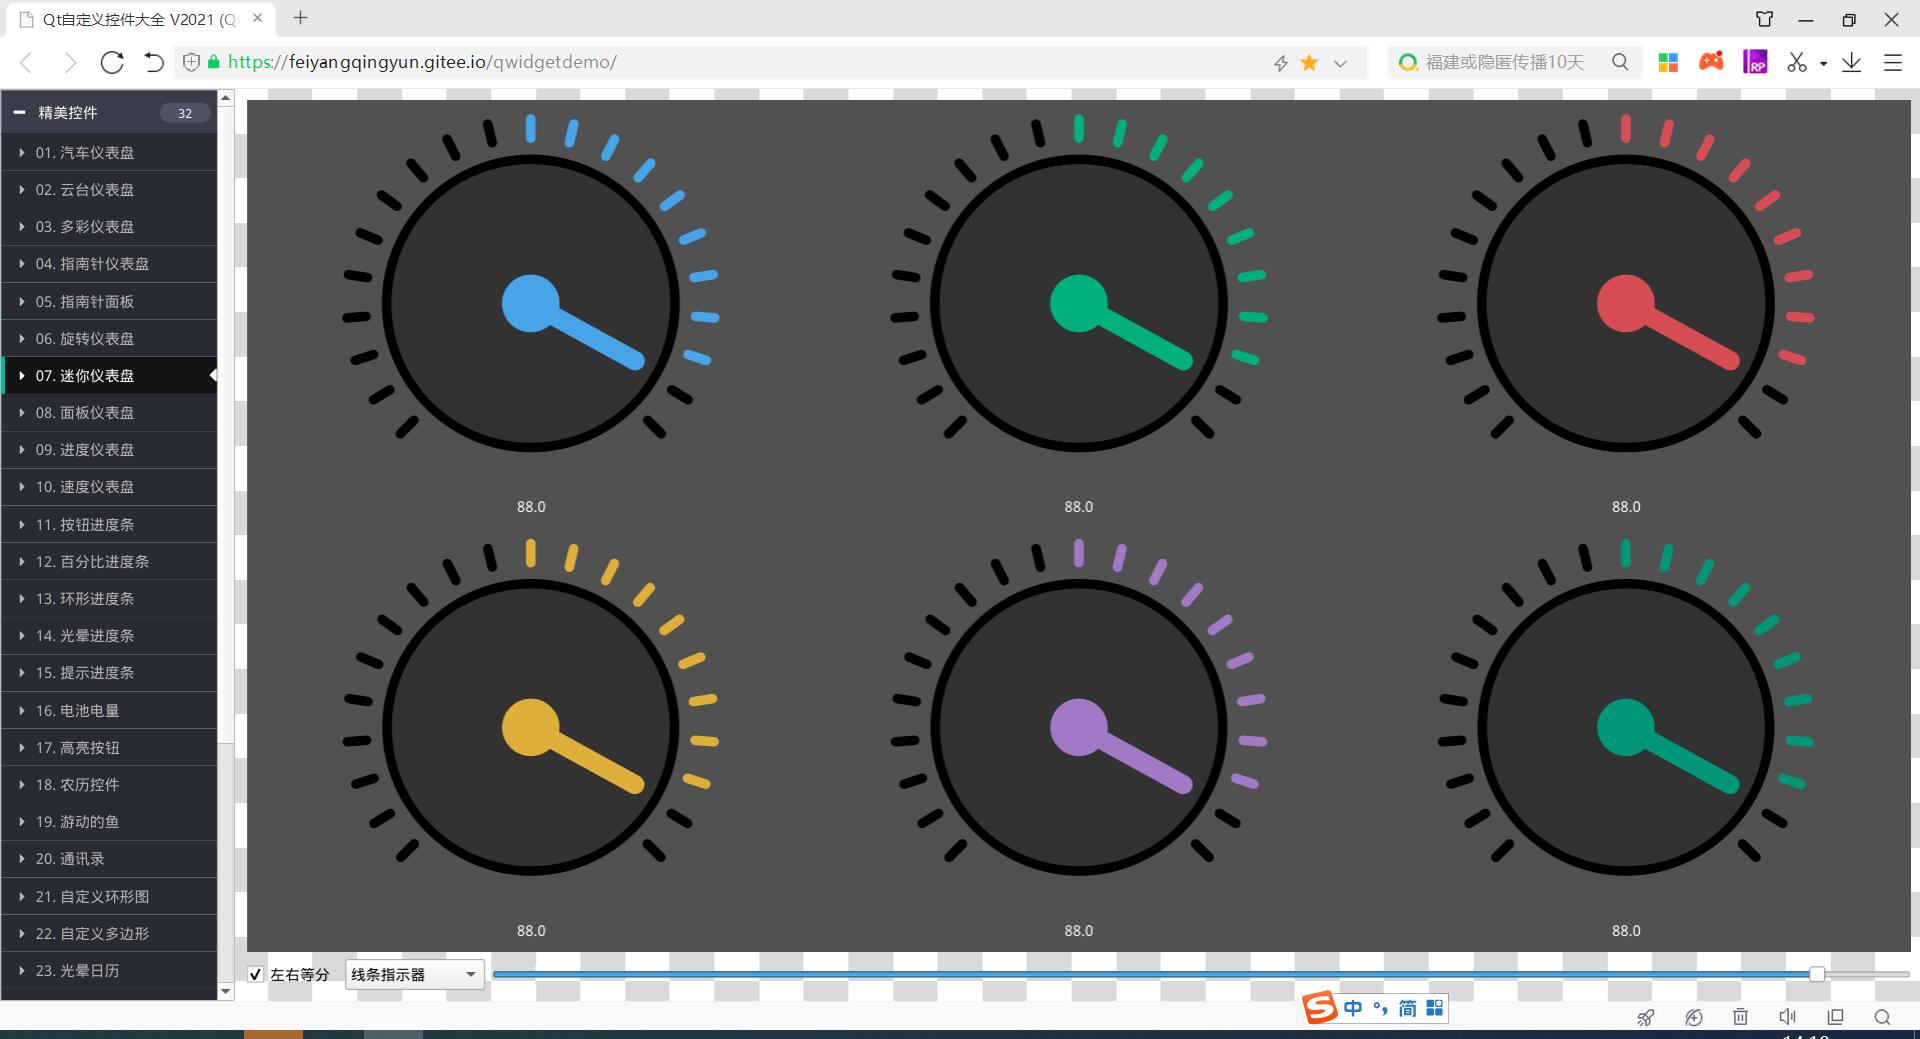 Qt自定义控件大全 V2021 (Q
https://feiyangqingyun.gitee.io/qwidgetdemo/
福建或隐匿传播10天
RP
精美控件 32
01. 汽车仪表盘
02. 云台仪表盘
03. 多彩仪表盘
04. 指南针仪表盘
05. 指南针面板
06. 旋转仪表盘
07. 迷你仪表盘
08. 面板仪表盘
09. 进度仪表盘
10. 速度仪表盘
11. 按钮进度条
12. 百分比进度条
13. 环形进度条
14. 光晕进度条
15. 提示进度条
16. 电池电量
17. 高亮按钮
18. 农历控件
19. 游动的鱼
20. 通讯录
21. 自定义环形图
22. 自定义多边形
23. 光晕日历
88.0 88.0 88.0
88.0 88.0 88.0
左右等分 线条指示器
S 中 °, 简